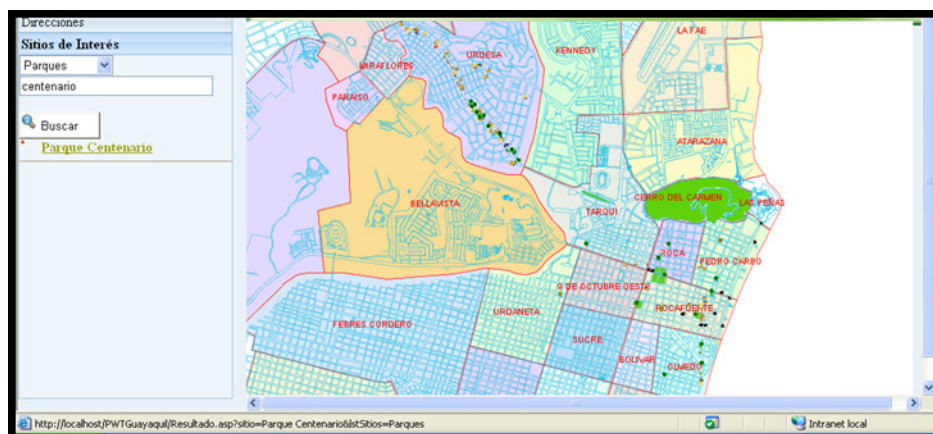 Direcciones
Sitios de Interés
Parques
centenario
Buscar
* Parque Centenario
LA FAE
URDESA
KENNEDY
MIRAFLORES
PARAISO
ATARAZANA
BELLAVISTA
CERRO DEL CARMEN
LAS PEÑAS
TARQUI
ROCA
PEDRO CARBO
9 DE OCTUBRE OESTE
ROCAFUERTE
URDANETA
FEBRES CORDERO
SUCRE
BOLIVAR
OLMEDO
http://localhost/PWTGuayaquil/Resultado.asp?sitio=Parque Centenario&lstSitios=Parques
Intranet local